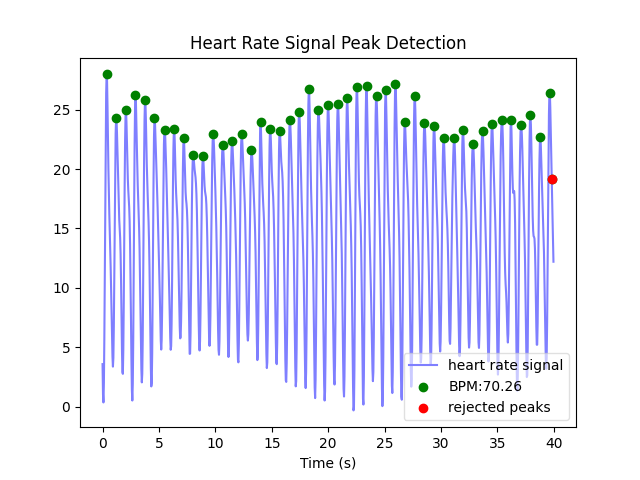 Heart Rate Signal Peak Detection
25
20
15
10
5
0
heart rate signal
BPM:70.26
rejected peaks
0 5 10 15 20 25 30 35 40
Time (s)